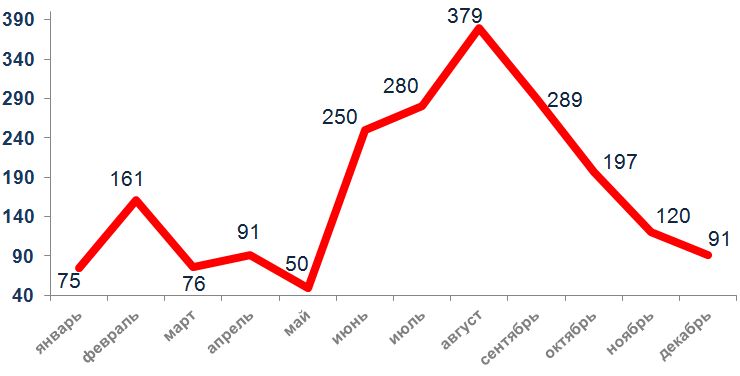 390
340
290
240
190
140
90
40
75
161
76
91
50
250
280
379
289
197
120
91
январь
февраль
март
апрель
май
июнь
июль
август
сентябрь
октябрь
ноябрь
декабрь